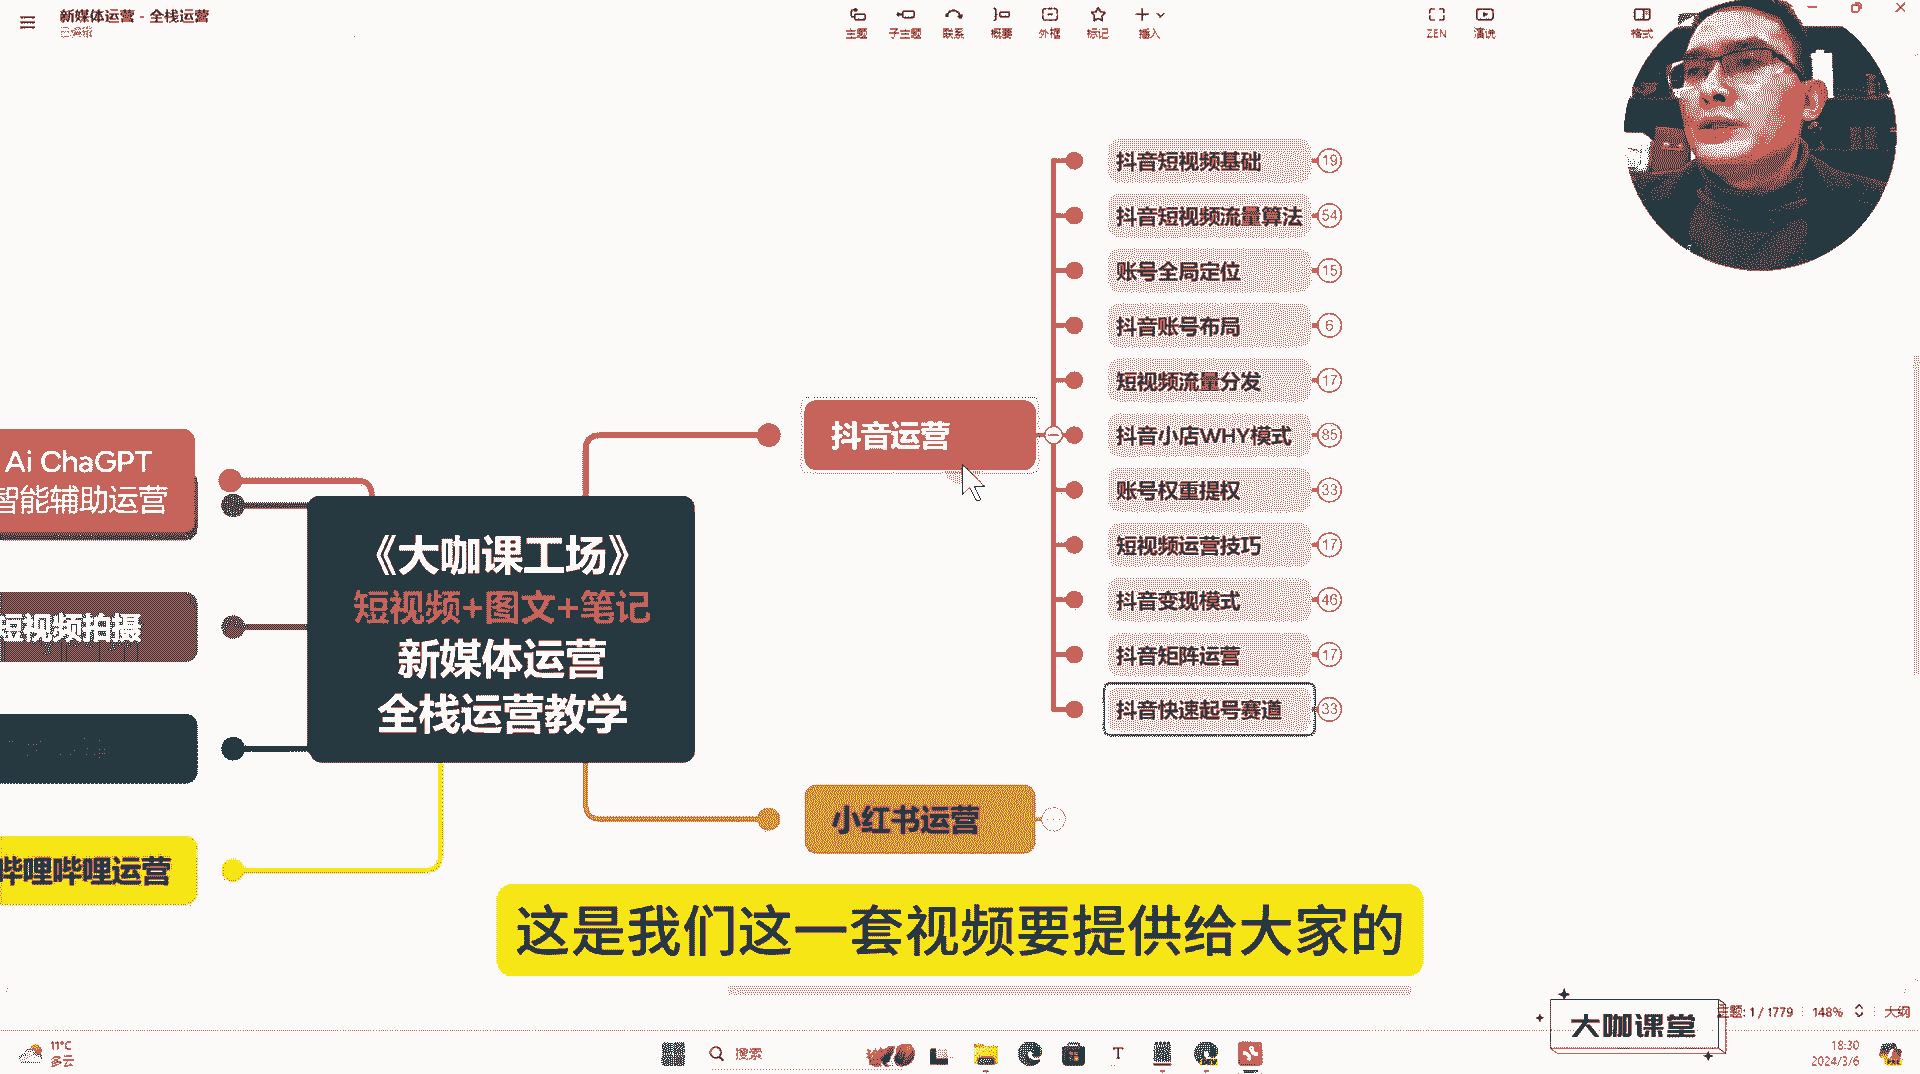 新媒体运营 - 全栈运营
已编辑
主题
子主题
联系
概要
外框
标记
插入
ZEN
演说
格式
抖音短视频基础
19
抖音短视频流量算法
54
账号全局定位
15
抖音账号布局
6
短视频流量分发
17
抖音运营
抖音小店WHY模式
85
账号权重提权
33
短视频运营技巧
17
抖音变现模式
46
抖音矩阵运营
17
抖音快速起号赛道
33
Ai ChaGPT
智能辅助运营
短视频拍摄
哔哩哔哩运营
《大咖课工场》
短视频+图文+笔记
新媒体运营
全栈运营教学
小红书运营
这是我们这一套视频要提供给大家的
大咖课堂
主题: 1 / 1779
148%
大纲
11°C
多云
搜索
18:30
2024/3/6